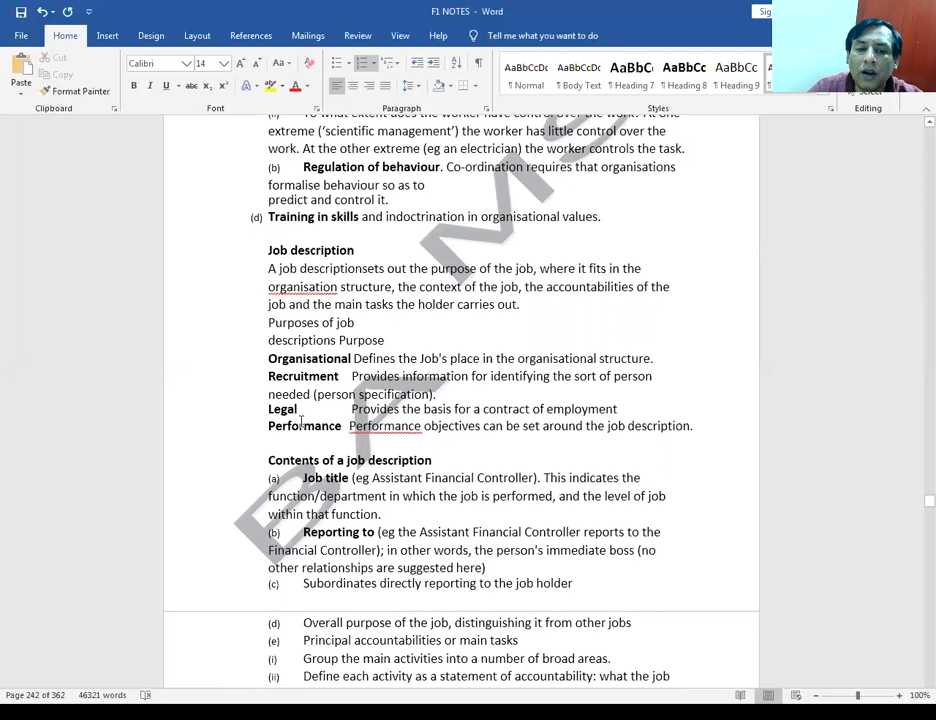 F1 NOTES - Word
Sig
File Home Insert Design Layout References Mailings Review View Help Tell me what you want to do
Paste
Cut
Copy
Format Painter
Clipboard
Calibri 14
Font
Paragraph
AaBbCcDc AaBbCcDc AaBbC AaBbCc AaBbCc
¶ Normal ¶ Body Text Heading 7 Heading 8 Heading 9
Styles
Editing
To what extent does the worker have control over the work? At one
extreme ('scientific management') the worker has little control over the
work. At the other extreme (eg an electrician) the worker controls the task.
(b) Regulation of behaviour. Co-ordination requires that organisations
formalise behaviour so as to
predict and control it.
(d) Training in skills and indoctrination in organisational values.
Job description
A job descriptionsets out the purpose of the job, where it fits in the
organisation structure, the context of the job, the accountabilities of the
job and the main tasks the holder carries out.
Purposes of job
descriptions Purpose
Organisational Defines the Job's place in the organisational structure.
Recruitment Provides information for identifying the sort of person
needed (person specification).
Legal Provides the basis for a contract of employment
Performance Performance objectives can be set around the job description.
Contents of a job description
(a) Job title (eg Assistant Financial Controller). This indicates the
function/department in which the job is performed, and the level of job
within that function.
(b) Reporting to (eg the Assistant Financial Controller reports to the
Financial Controller); in other words, the person's immediate boss (no
other relationships are suggested here)
(c) Subordinates directly reporting to the job holder
(d) Overall purpose of the job, distinguishing it from other jobs
(e) Principal accountabilities or main tasks
(i) Group the main activities into a number of broad areas.
(ii) Define each activity as a statement of accountability: what the job
Page 242 of 362 46321 words
100%